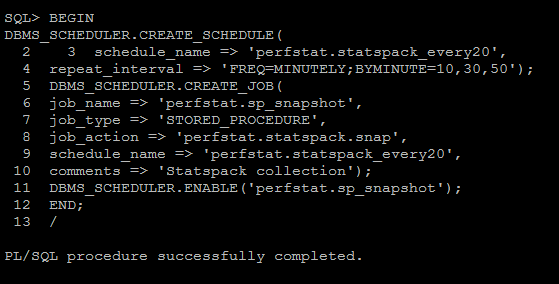 SQL> BEGIN
DBMS_SCHEDULER.CREATE_SCHEDULE(
  2    3  schedule_name => 'perfstat.statspack_every20',
  4  repeat_interval => 'FREQ=MINUTELY;BYMINUTE=10,30,50');
  5  DBMS_SCHEDULER.CREATE_JOB(
  6  job_name => 'perfstat.sp_snapshot',
  7  job_type => 'STORED_PROCEDURE',
  8  job_action => 'perfstat.statspack.snap',
  9  schedule_name => 'perfstat.statspack_every20',
 10  comments => 'Statspack collection');
 11  DBMS_SCHEDULER.ENABLE('perfstat.sp_snapshot');
 12  END;
 13  /
PL/SQL procedure successfully completed.